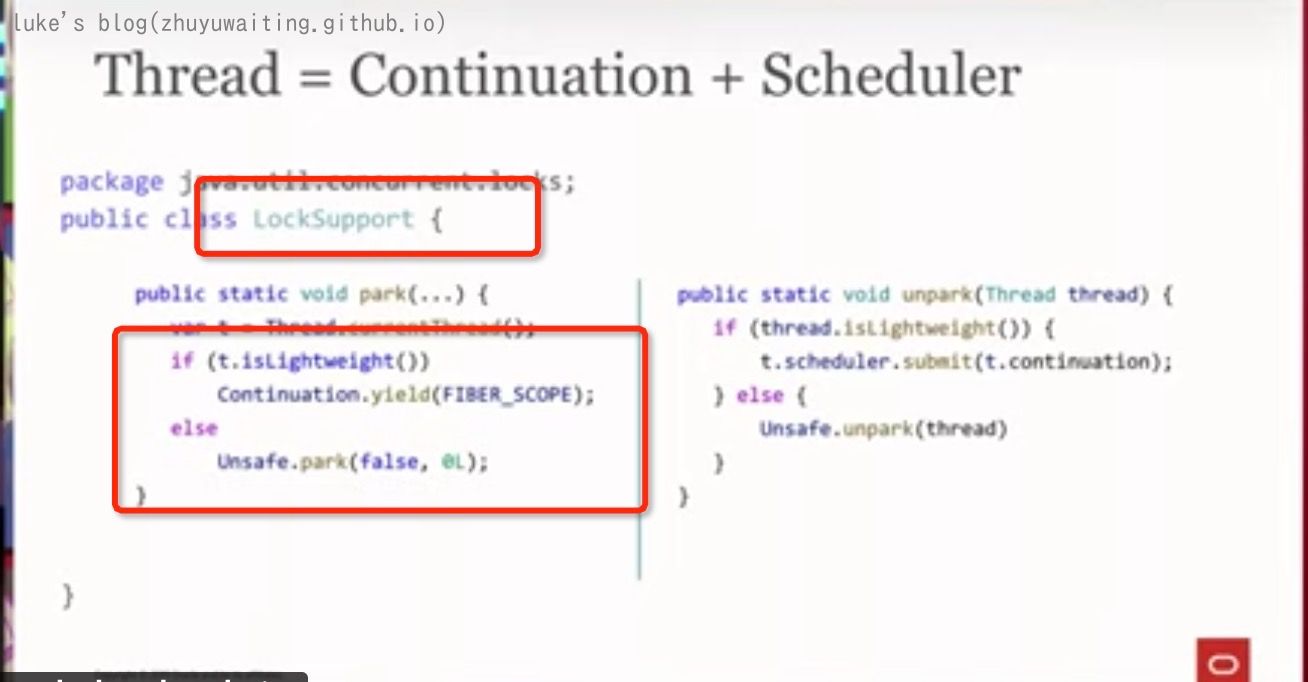 luke's blog(zhuyuwaiting.github.io)
Thread = Continuation + Scheduler
package java.util.concurrent.locks;
public class LockSupport {
public static void park(...) {
var t = Thread.currentThread();
if (t.isLightweight())
Continuation.yield(FIBER_SCOPE);
else
Unsafe.park(false, 0L);
}
public static void unpark(Thread thread) {
if (thread.isLightweight()) {
t.scheduler.submit(t.continuation);
} else {
Unsafe.unpark(thread)
}
}
}